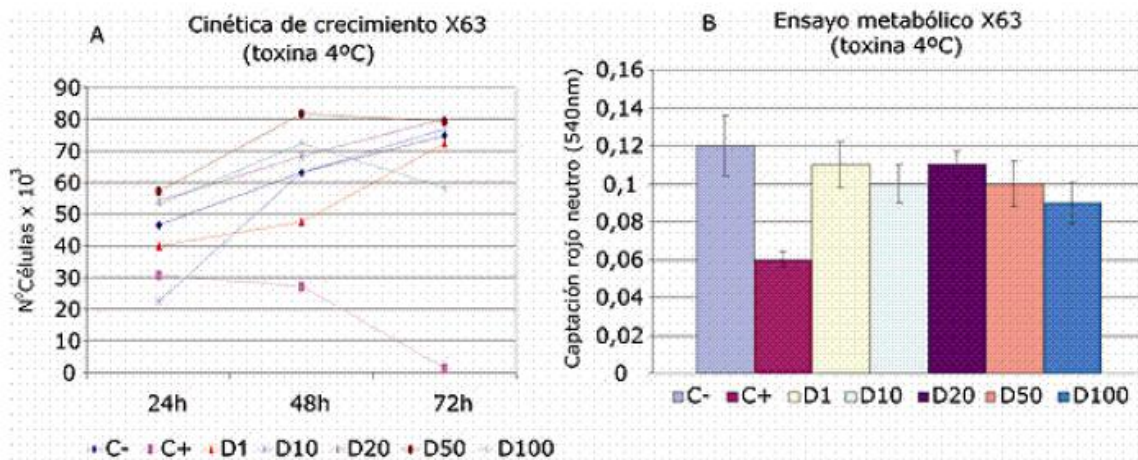 A
Cinética de crecimiento X63
(toxina 4ºC)
NºCélulas x 10³
90
80
70
60
50
40
30
20
10
0
24h 48h 72h
C- C+ D1 D10 D20 D50 D100
B
Ensayo metabólico X63
(toxina 4ºC)
Captación rojo neutro (540nm)
0,16
0,14
0,12
0,1
0,08
0,06
0,04
0,02
0
C- C+ D1 D10 D20 D50 D100